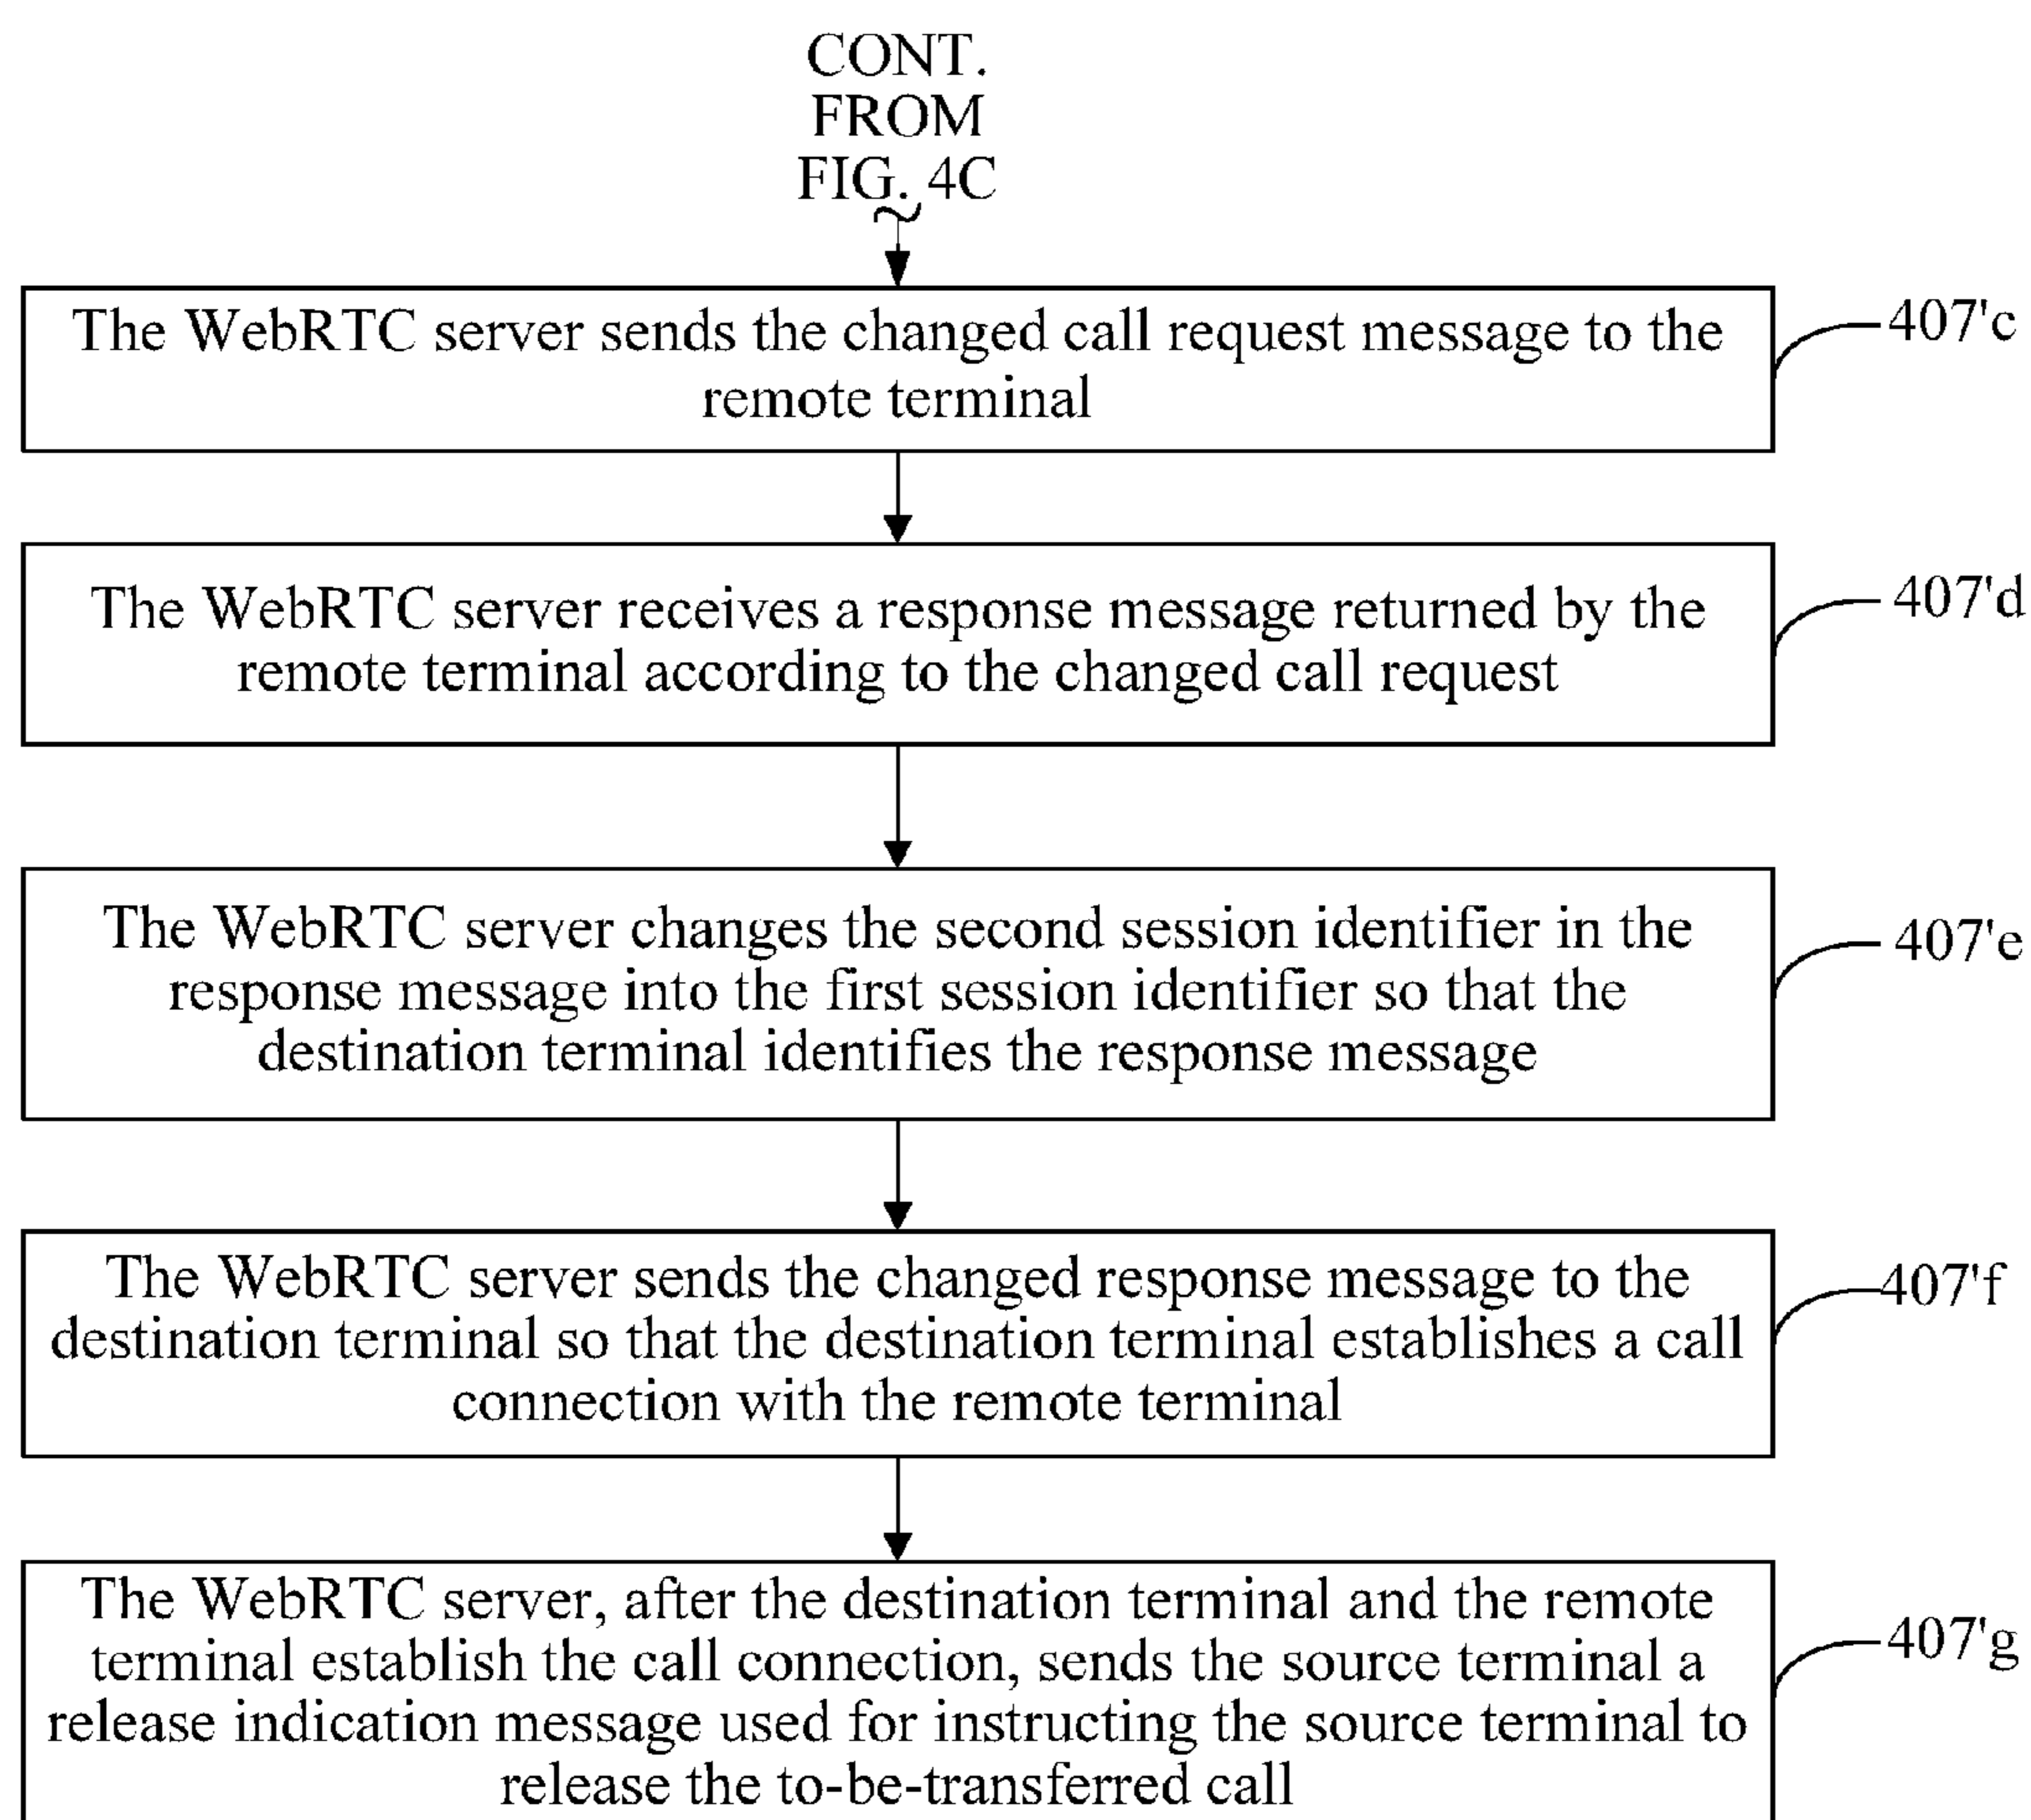 CONT.
FROM
FIG. 4C
The WebRTC server sends the changed call request message to the
remote terminal
407'c
The WebRTC server receives a response message returned by the
remote terminal according to the changed call request
407'd
The WebRTC server changes the second session identifier in the
response message into the first session identifier so that the
destination terminal identifies the response message
407'e
The WebRTC server sends the changed response message to the
destination terminal so that the destination terminal establishes a call
connection with the remote terminal
407'f
The WebRTC server, after the destination terminal and the remote
terminal establish the call connection, sends the source terminal a
release indication message used for instructing the source terminal to
release the to-be-transferred call
407'g